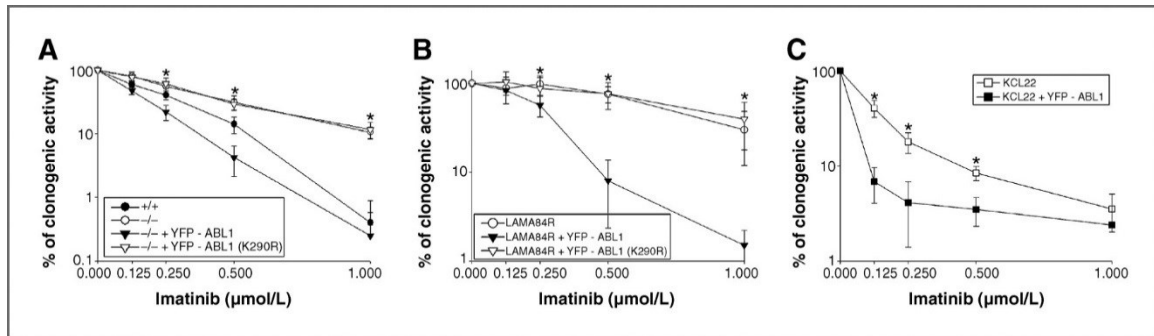 A
% of clonogenic activity
100
10
1
0.1
+/+
−/−
−/− + YFP - ABL1
−/− + YFP - ABL1 (K290R)
* * *
0.000 0.125 0.250 0.500 1.000
Imatinib (µmol/L)
B
% of clonogenic activity
100
10
1
LAMA84R
LAMA84R + YFP - ABL1
LAMA84R + YFP - ABL1 (K290R)
* * *
0.000 0.125 0.250 0.500 1.000
Imatinib (µmol/L)
C
% of clonogenic activity
100
10
1
KCL22
KCL22 + YFP - ABL1
* * *
0.000 0.125 0.250 0.500 1.000
Imatinib (µmol/L)